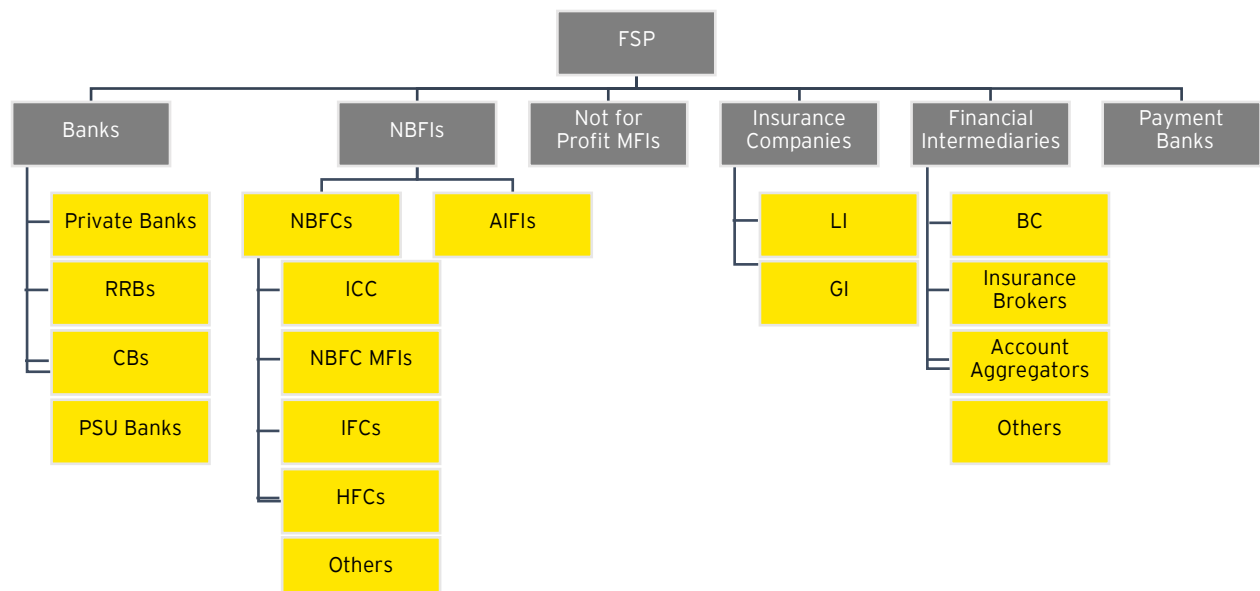 FSP
Banks
NBFIs
Not for
Profit MFIs
Insurance
Companies
Financial
Intermediaries
Payment
Banks
Private Banks
RRBs
CBs
PSU Banks
NBFCs
AIFIs
ICC
NBFC MFIs
IFCs
HFCs
Others
LI
GI
BC
Insurance
Brokers
Account
Aggregators
Others